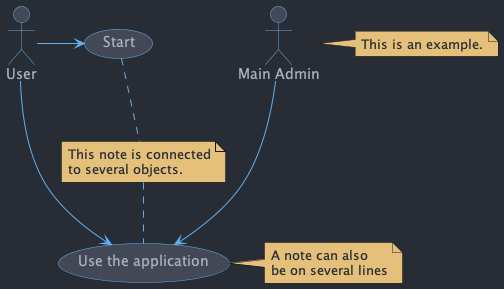 Start
This is an example.
User
Main Admin
This note is connected
to several objects.
Use the application
A note can also
be on several lines